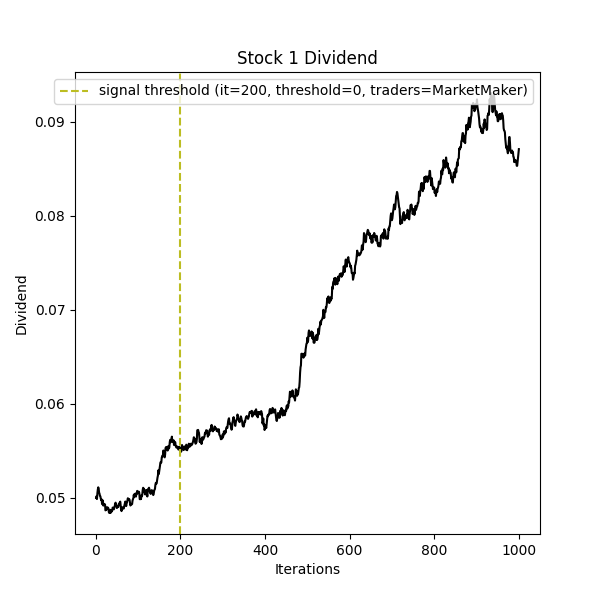 Stock 1 Dividend
signal threshold (it=200, threshold=0, traders=MarketMaker)
0.09
0.08
0.07
0.06
0.05
Dividend
0 200 400 600 800 1000
Iterations